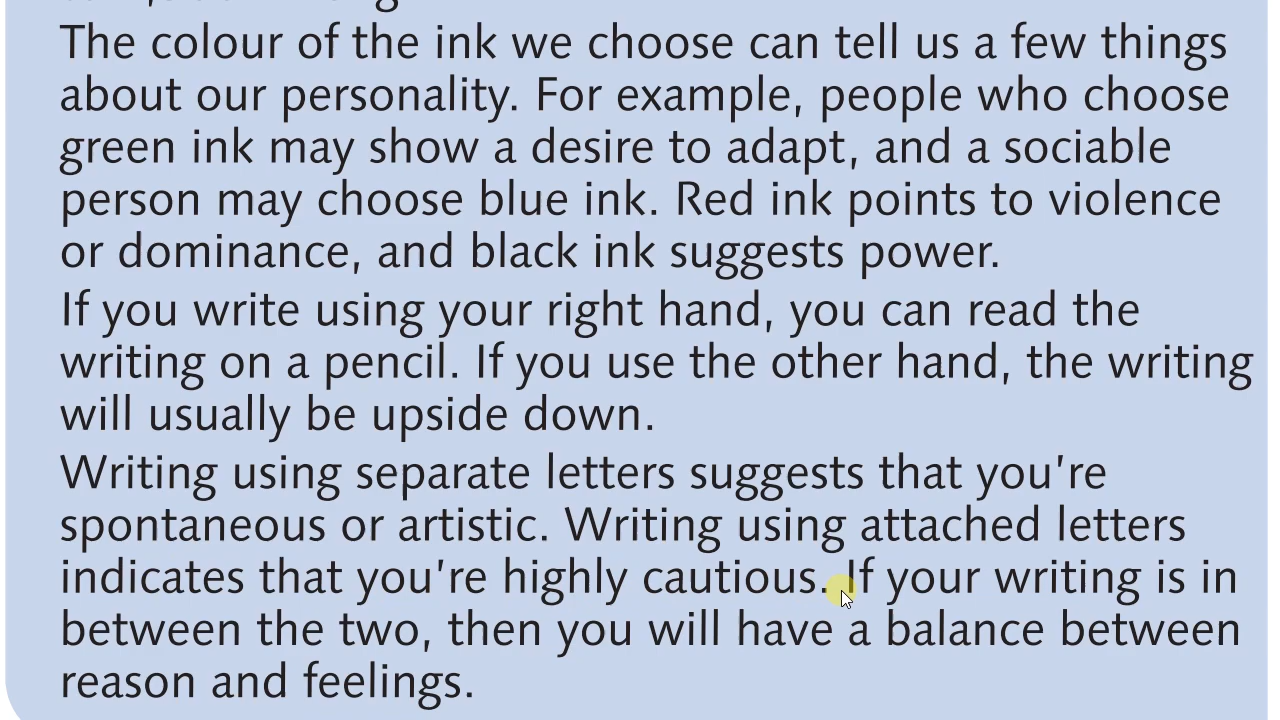 The colour of the ink we choose can tell us a few things
about our personality. For example, people who choose
green ink may show a desire to adapt, and a sociable
person may choose blue ink. Red ink points to violence
or dominance, and black ink suggests power.
If you write using your right hand, you can read the
writing on a pencil. If you use the other hand, the writing
will usually be upside down.
Writing using separate letters suggests that you're
spontaneous or artistic. Writing using attached letters
indicates that you're highly cautious. If your writing is in
between the two, then you will have a balance between
reason and feelings.